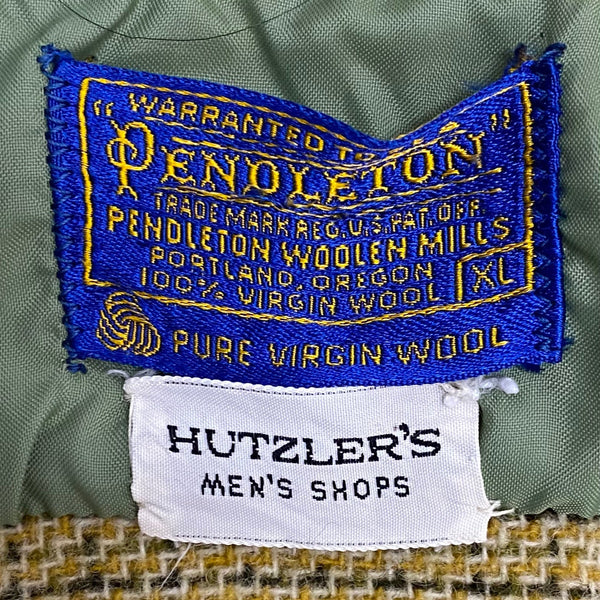 WARRANTED TO BE A
"PENDLETON"
TRADE MARK REG. U.S. PAT. OFF.
PENDLETON WOOLEN MILLS
PORTLAND, OREGON
100% VIRGIN WOOL XL
PURE VIRGIN WOOL
HUTZLER'S
MEN'S SHOPS